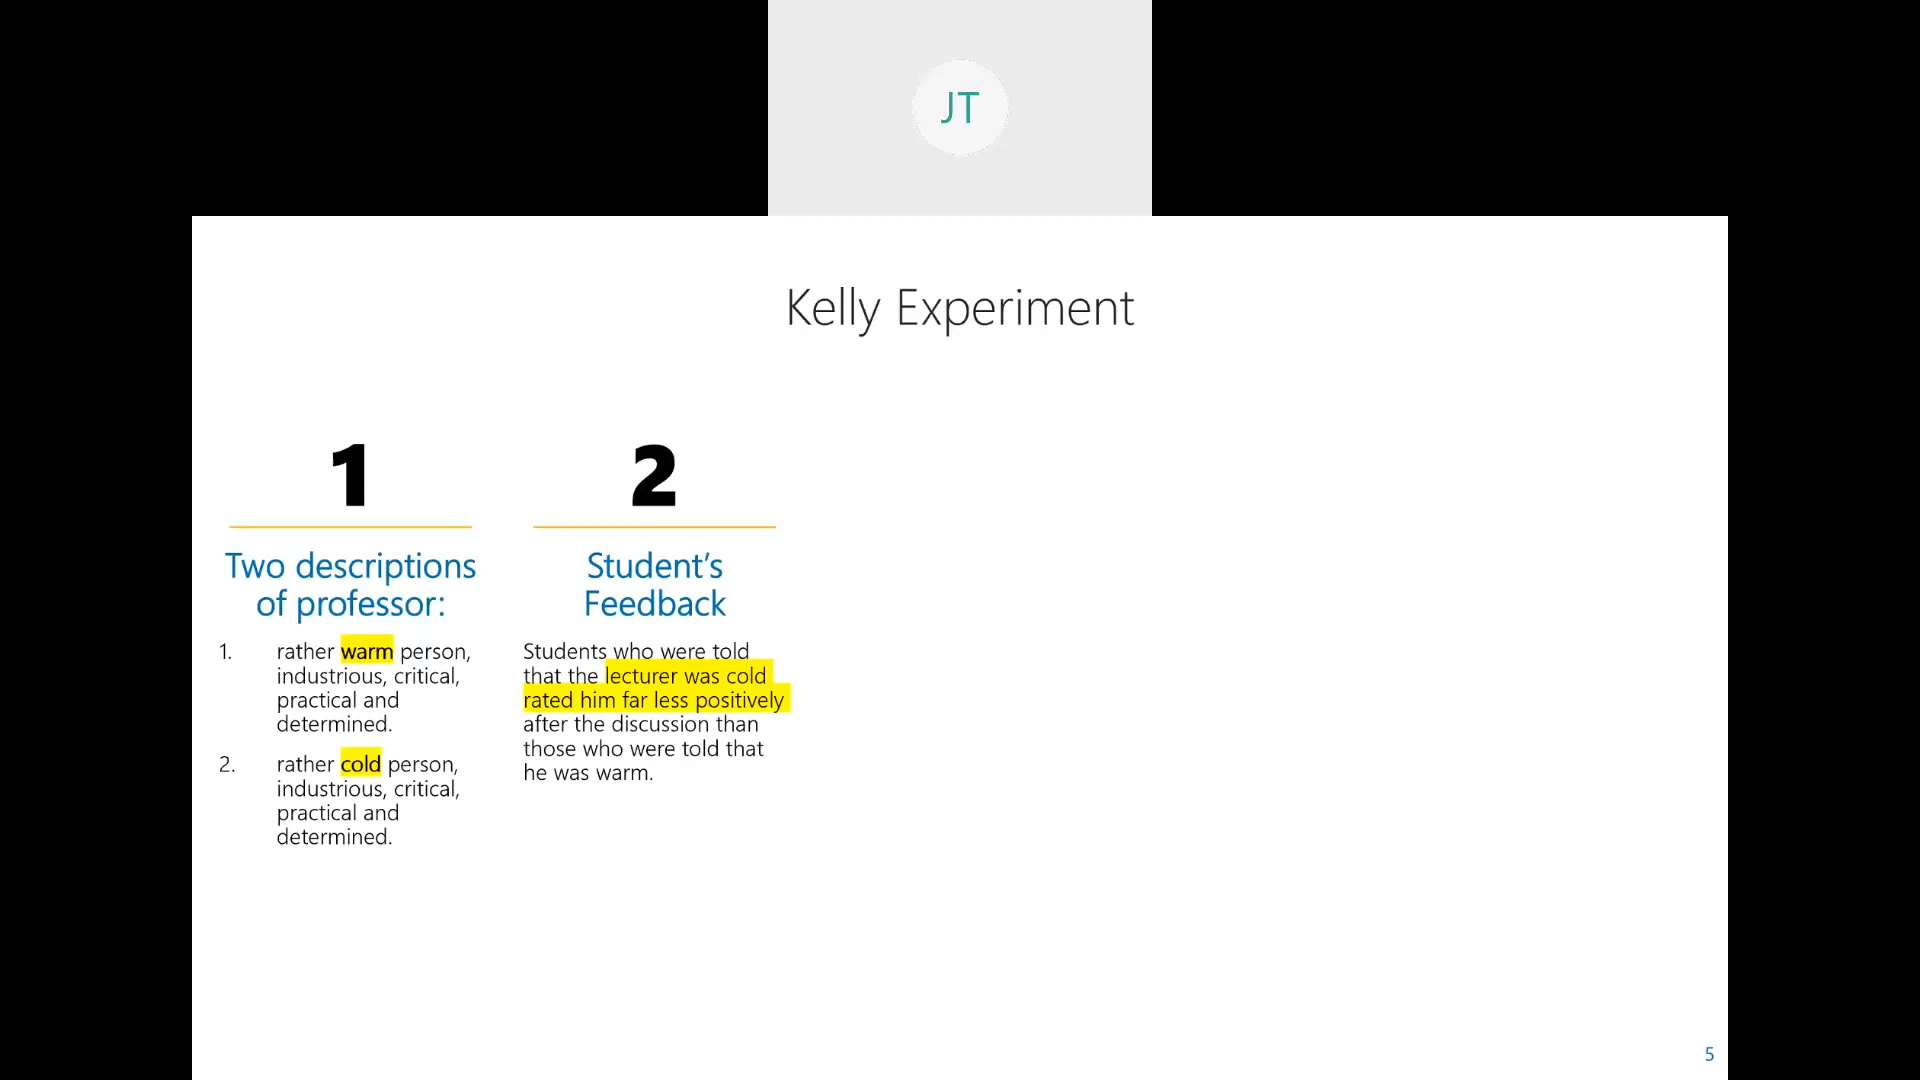 JT
Kelly Experiment
1
Two descriptions
of professor:
1. rather warm person,
industrious, critical,
practical and
determined.
2. rather cold person,
industrious, critical,
practical and
determined.
2
Student's
Feedback
Students who were told
that the lecturer was cold
rated him far less positively
after the discussion than
those who were told that
he was warm.
5